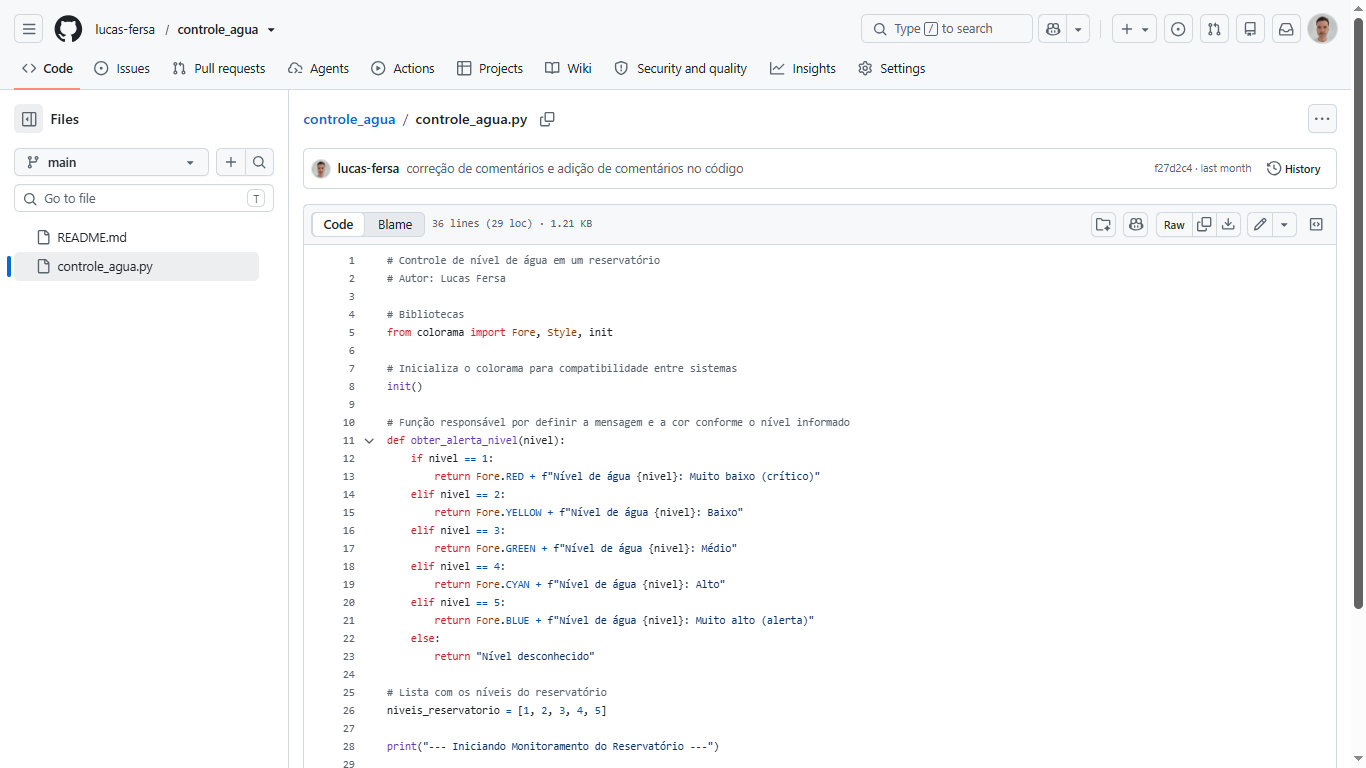 lucas-fersa / controle_agua
Type / to search
Code
Issues
Pull requests
Agents
Actions
Projects
Wiki
Security and quality
Insights
Settings
Files
main
Go to file
T
README.md
controle_agua.py
controle_agua / controle_agua.py
lucas-fersa correção de comentários e adição de comentários no código
f27d2c4 · last month
History
Code
Blame
36 lines (29 loc) · 1.21 KB
Raw
1 # Controle de nível de água em um reservatório
2 # Autor: Lucas Fersa
3
4 # Bibliotecas
5 from colorama import Fore, Style, init
6
7 # Inicializa o colorama para compatibilidade entre sistemas
8 init()
9
10 # Função responsável por definir a mensagem e a cor conforme o nível informado
11 def obter_alerta_nivel(nivel):
12     if nivel == 1:
13         return Fore.RED + f"Nível de água {nivel}: Muito baixo (crítico)"
14     elif nivel == 2:
15         return Fore.YELLOW + f"Nível de água {nivel}: Baixo"
16     elif nivel == 3:
17         return Fore.GREEN + f"Nível de água {nivel}: Médio"
18     elif nivel == 4:
19         return Fore.CYAN + f"Nível de água {nivel}: Alto"
20     elif nivel == 5:
21         return Fore.BLUE + f"Nível de água {nivel}: Muito alto (alerta)"
22     else:
23         return "Nível desconhecido"
24
25 # Lista com os níveis do reservatório
26 niveis_reservatorio = [1, 2, 3, 4, 5]
27
28 print("--- Iniciando Monitoramento do Reservatório ---")
29